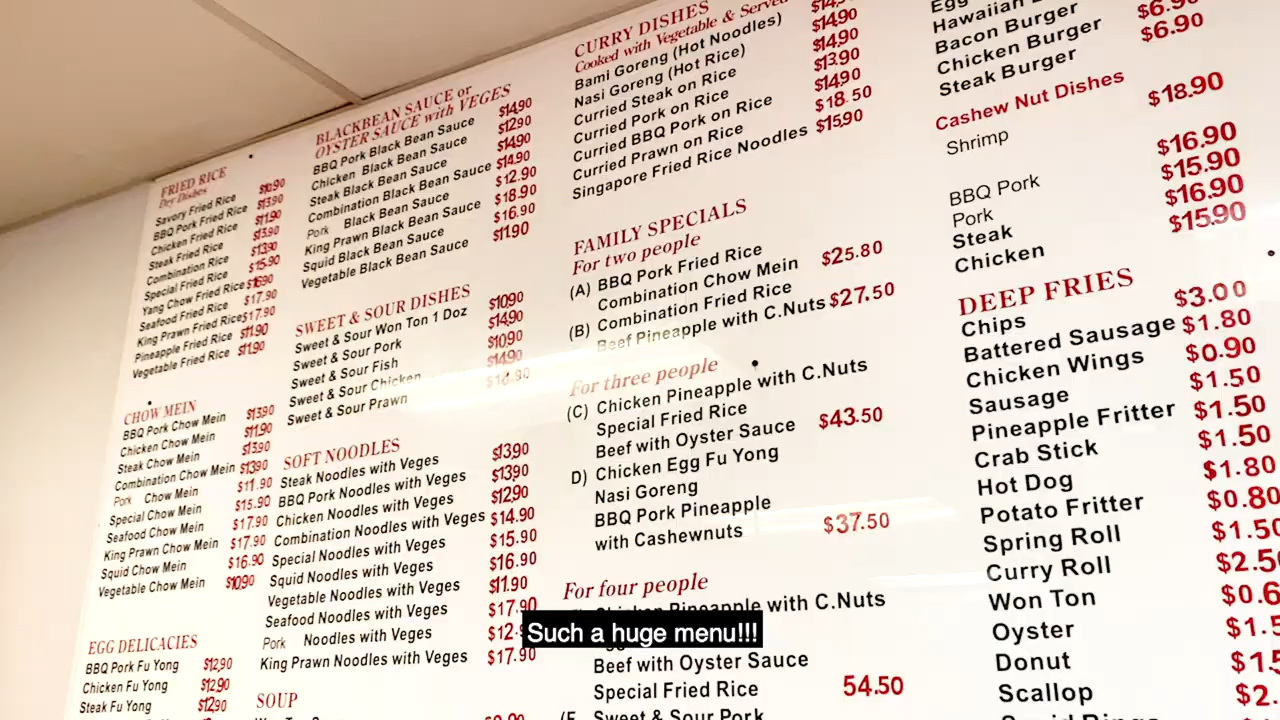 FRIED RICE
Dry Dishes
Savory Fried Rice $10.90
BBQ Pork Fried Rice $13.90
Chicken Fried Rice $11.90
Steak Fried Rice $13.90
Combination Rice $13.90
Special Fried Rice $15.90
Yang Chow Fried Rice $16.90
Seafood Fried Rice $17.90
King Prawn Fried Rice $17.90
Pineapple Fried Rice $11.90
Vegetable Fried Rice $11.90
CHOW MEIN
BBQ Pork Chow Mein $13.90
Chicken Chow Mein $11.90
Steak Chow Mein $13.90
Combination Chow Mein $13.90
Pork Chow Mein $11.90
Special Chow Mein $15.90
Seafood Chow Mein $17.90
King Prawn Chow Mein $17.90
Squid Chow Mein $16.90
Vegetable Chow Mein $10.90
EGG DELICACIES
BBQ Pork Fu Yong $12.90
Chicken Fu Yong $12.90
Steak Fu Yong $12.90
BLACKBEAN SAUCE or
OYSTER SAUCE with VEGES
BBQ Pork Black Bean Sauce $14.90
Chicken Black Bean Sauce $12.90
Steak Black Bean Sauce $14.90
Combination Black Bean Sauce $14.90
Pork Black Bean Sauce $12.90
King Prawn Black Bean Sauce $18.90
Squid Black Bean Sauce $16.90
Vegetable Black Bean Sauce $11.90
SWEET & SOUR DISHES
Sweet & Sour Won Ton 1 Doz $10.90
Sweet & Sour Pork $14.90
Sweet & Sour Fish $10.90
Sweet & Sour Chicken $14.90
Sweet & Sour Prawn
SOFT NOODLES
Steak Noodles with Veges $13.90
BBQ Pork Noodles with Veges $13.90
Chicken Noodles with Veges $12.90
Combination Noodles with Veges $14.90
Special Noodles with Veges $15.90
Squid Noodles with Veges $16.90
Vegetable Noodles with Veges $11.90
Seafood Noodles with Veges $17.90
Pork Noodles with Veges $12.
King Prawn Noodles with Veges $17.90
SOUP
CURRY DISHES
Cooked with Vegetable & Served
Bami Goreng (Hot Noodles) $14.90
Nasi Goreng (Hot Rice) $14.90
Curried Steak on Rice $14.90
Curried Pork on Rice $13.90
Curried BBQ Pork on Rice $14.90
Curried Prawn on Rice $18.50
Singapore Fried Rice Noodles $15.90
FAMILY SPECIALS
For two people
(A) BBQ Pork Fried Rice
Combination Chow Mein $25.80
(B) Combination Fried Rice
Beef Pineapple with C.Nuts $27.50
For three people
(C) Chicken Pineapple with C.Nuts
Special Fried Rice
Beef with Oyster Sauce $43.50
D) Chicken Egg Fu Yong
Nasi Goreng
BBQ Pork Pineapple
with Cashewnuts $37.50
For four people
Chicken Pineapple with C.Nuts
Beef with Oyster Sauce
Special Fried Rice 54.50
(F Sweet & Sour Pork
Egg
Hawaiian
Bacon Burger
Chicken Burger $6.90
Steak Burger $6.90
Cashew Nut Dishes
Shrimp $18.90
BBQ Pork $16.90
Pork $15.90
Steak $16.90
Chicken $15.90
DEEP FRIES
Chips $3.00
Battered Sausage $1.80
Chicken Wings $0.90
Sausage $1.50
Pineapple Fritter $1.50
Crab Stick $1.50
Hot Dog $1.80
Potato Fritter $0.80
Spring Roll $1.50
Curry Roll $2.50
Won Ton $0.6
Oyster $1.5
Donut
Scallop $2.
Such a huge menu!!!